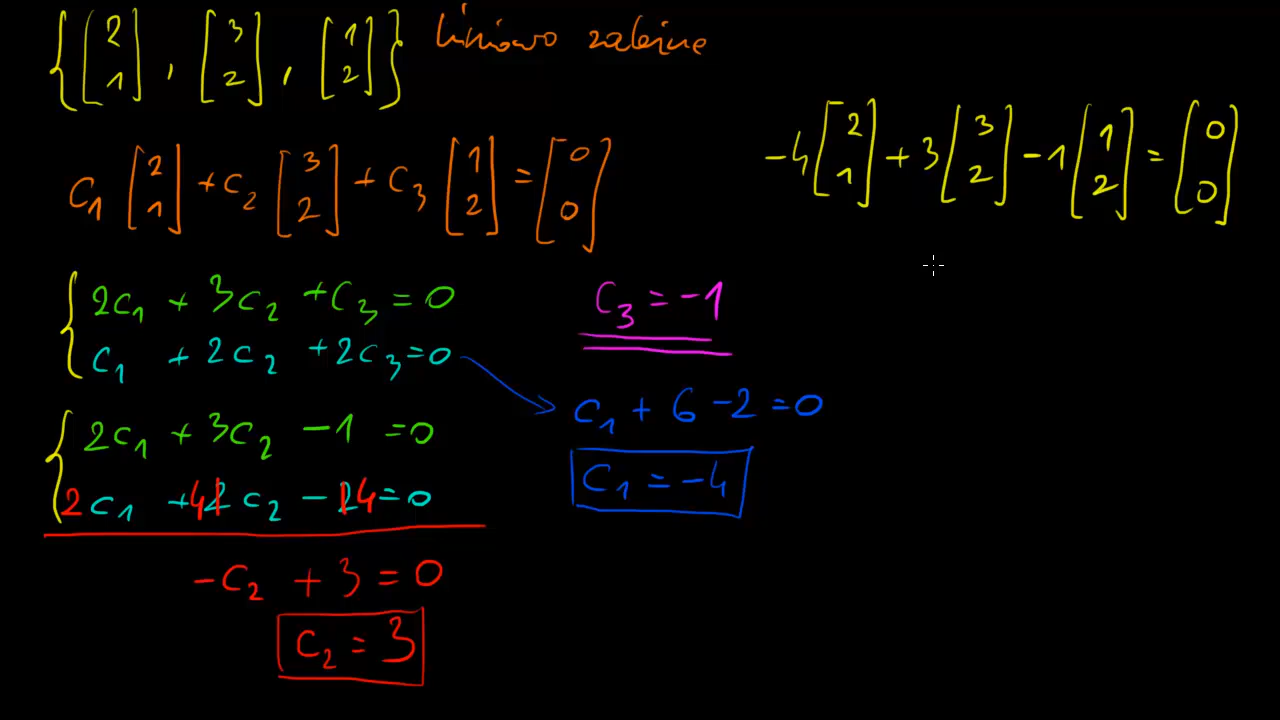 {[2 1], [3 2], [1 2]} liniowo zależne
C₁ [2 1] + C₂ [3 2] + C₃ [1 2] = [0 0]
2C₁ + 3C₂ + C₃ = 0
C₁ + 2C₂ + 2C₃ = 0
2C₁ + 3C₂ - 1 = 0
2C₁ + 4C₂ - 4 = 0
-C₂ + 3 = 0
C₂ = 3
C₃ = -1
C₁ + 6 - 2 = 0
C₁ = -4
-4 [2 1] + 3 [3 2] - 1 [1 2] = [0 0]